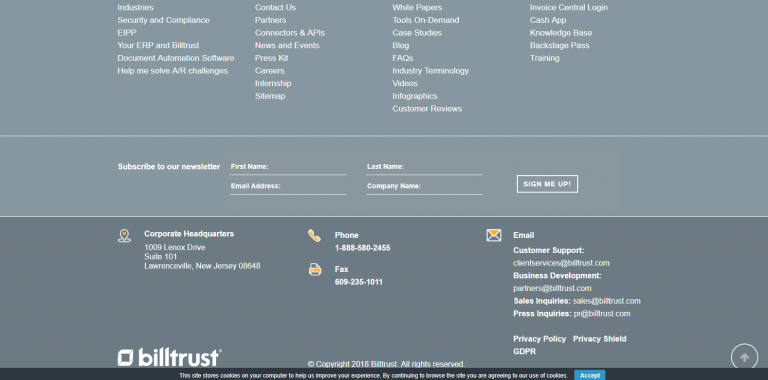 Industries
Security and Compliance
EIPP
Your ERP and Billtrust
Document Automation Software
Help me solve A/R challenges
Contact Us
Partners
Connectors & APIs
News and Events
Press Kit
Careers
Internship
Sitemap
White Papers
Tools On-Demand
Case Studies
Blog
FAQs
Industry Terminology
Videos
Infographics
Customer Reviews
Invoice Central Login
Cash App
Knowledge Base
Backstage Pass
Training
Subscribe to our newsletter
First Name:
Last Name:
Email Address:
Company Name:
SIGN ME UP!
Corporate Headquarters
1009 Lenox Drive
Suite 101
Lawrenceville, New Jersey 08648
Phone
1-888-580-2455
Fax
609-235-1011
Email
Customer Support:
clientservices@billtrust.com
Business Development:
partners@billtrust.com
Sales Inquiries: sales@billtrust.com
Press Inquiries: pr@billtrust.com
Privacy Policy Privacy Shield
GDPR
billtrust
© Copyright 2018 Billtrust. All rights reserved.
This site stores cookies on your computer to help us improve your experience. By continuing to browse the site you are agreeing to our use of cookies. Accept